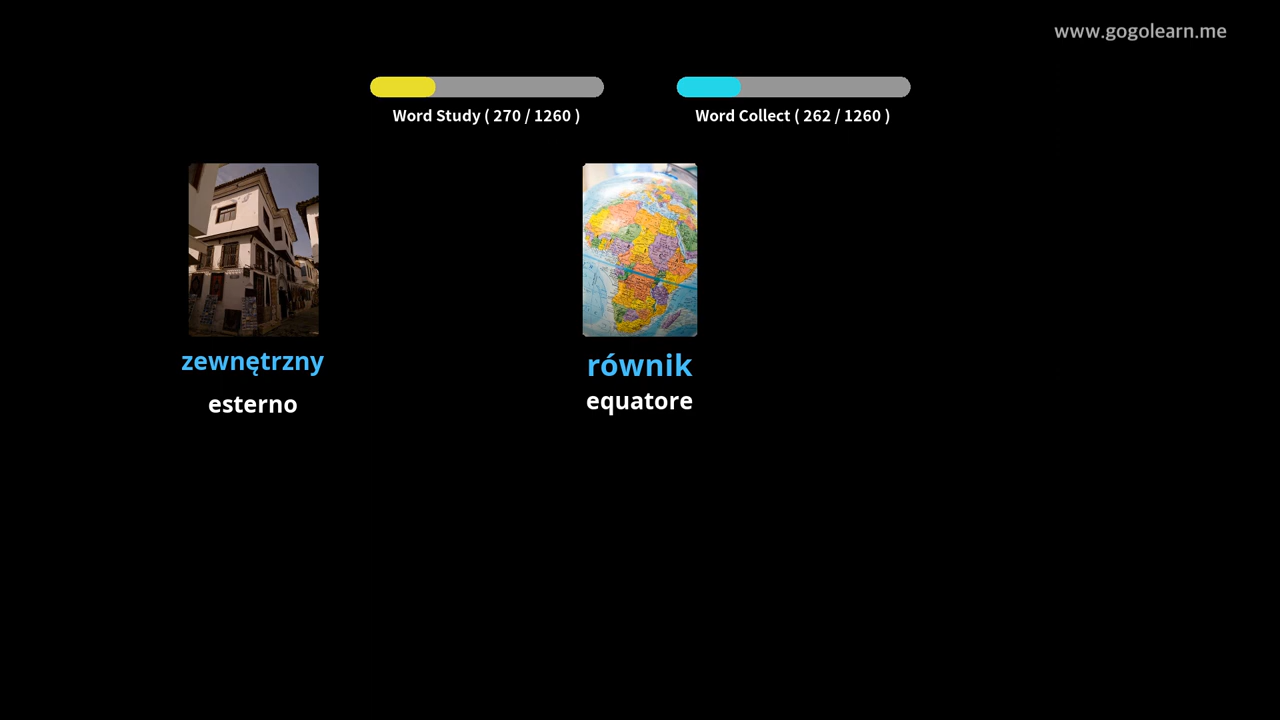 www.gogolearn.me
Word Study ( 270 / 1260 )
Word Collect ( 262 / 1260 )
zewnętrzny
esterno
równik
equatore